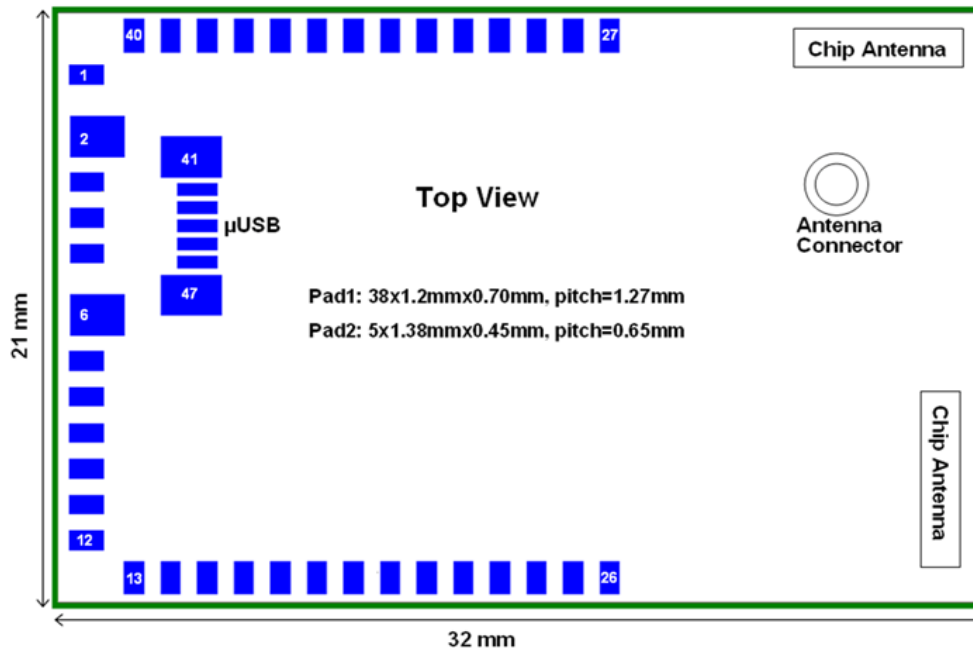 40
27
Chip Antenna
1
2
41
Top View
µUSB
Antenna
Connector
47
Pad1: 38x1.2mmx0.70mm, pitch=1.27mm
6
Pad2: 5x1.38mmx0.45mm, pitch=0.65mm
21 mm
Chip Antenna
12
13
26
32 mm